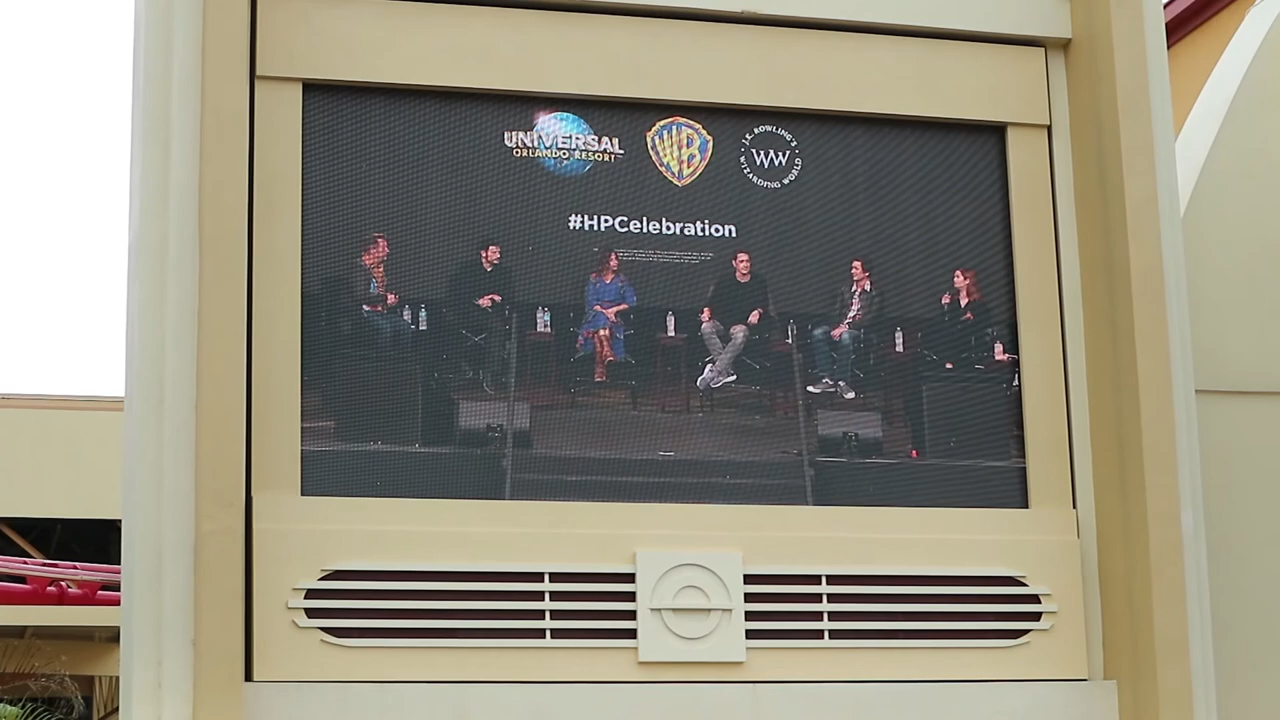 UNIVERSAL
ORLANDO RESORT
WB
J.K. ROWLING'S
WW
WIZARDING WORLD
#HPCelebration